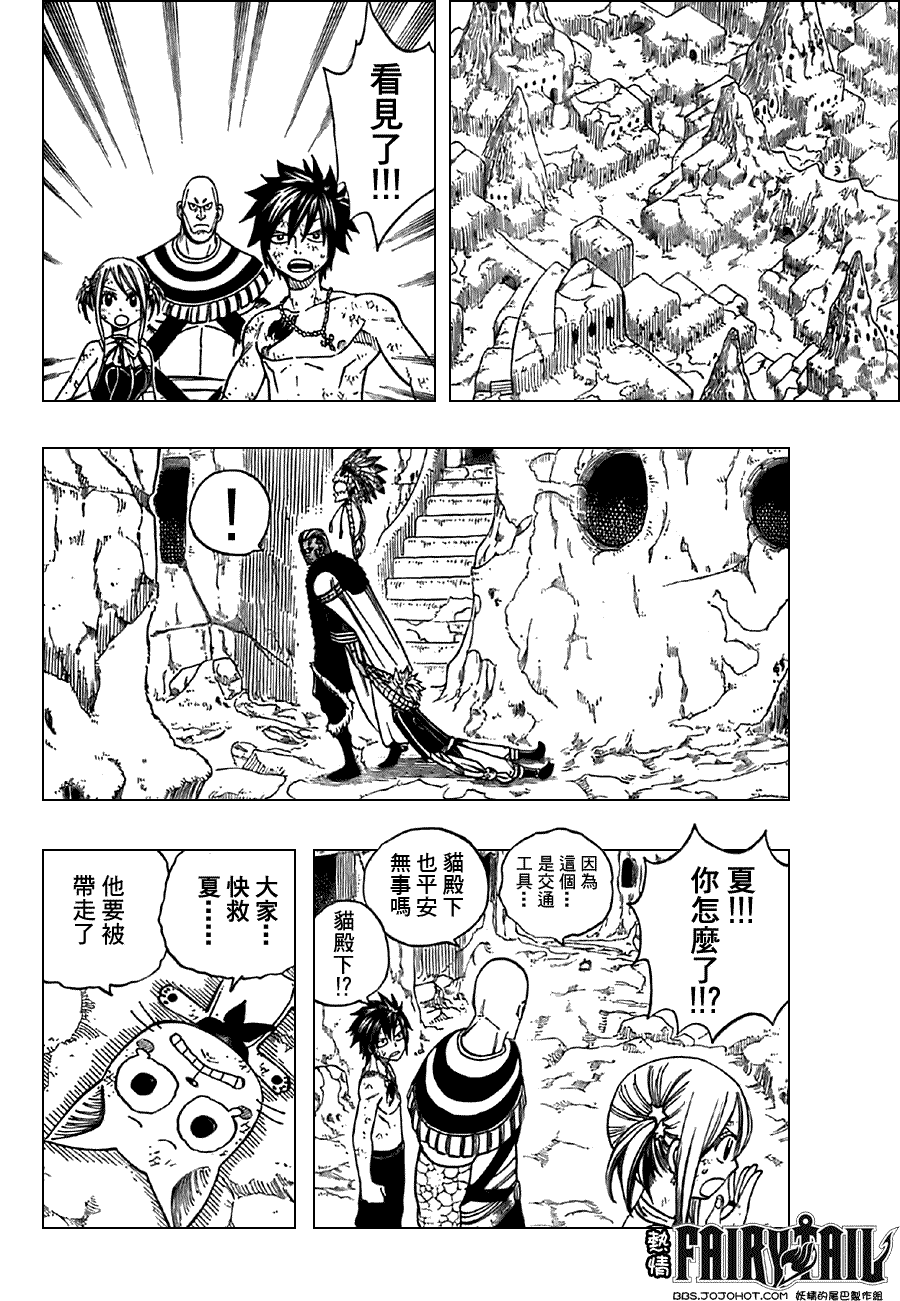 看見了!!!
!
夏!!!
你怎麼了!!?
因為
這個…
是交通
工具…
貓殿下
也平安
無事嗎
貓殿下!?
大家…
快救
夏……
他要被
帶走了
熱情
FAIRY TAIL
BBS.JOJOHOT.COM 妖精的尾巴製作組